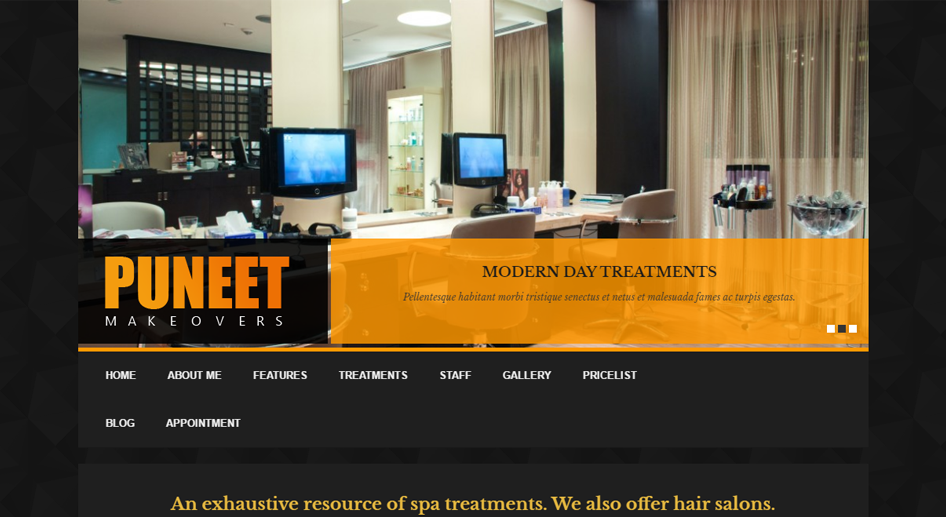 PUNEET
MAKEOVERS
MODERN DAY TREATMENTS
Pellentesque habitant morbi tristique senectus et netus et malesuada fames ac turpis egestas.
HOME ABOUT ME FEATURES TREATMENTS STAFF GALLERY PRICELIST
BLOG APPOINTMENT
An exhaustive resource of spa treatments. We also offer hair salons.